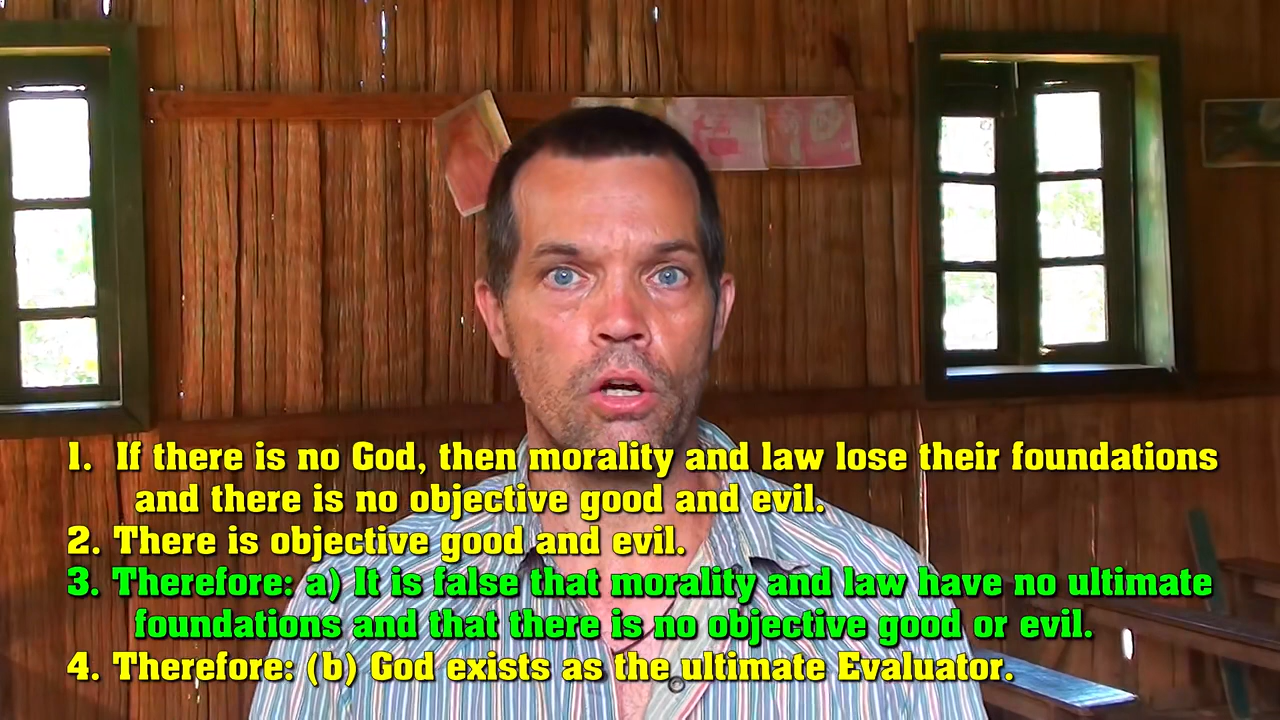 1. If there is no God, then morality and law lose their foundations
and there is no objective good and evil.
2. There is objective good and evil.
3. Therefore: a) It is false that morality and law have no ultimate
foundations and that there is no objective good or evil.
4. Therefore: (b) God exists as the ultimate Evaluator.